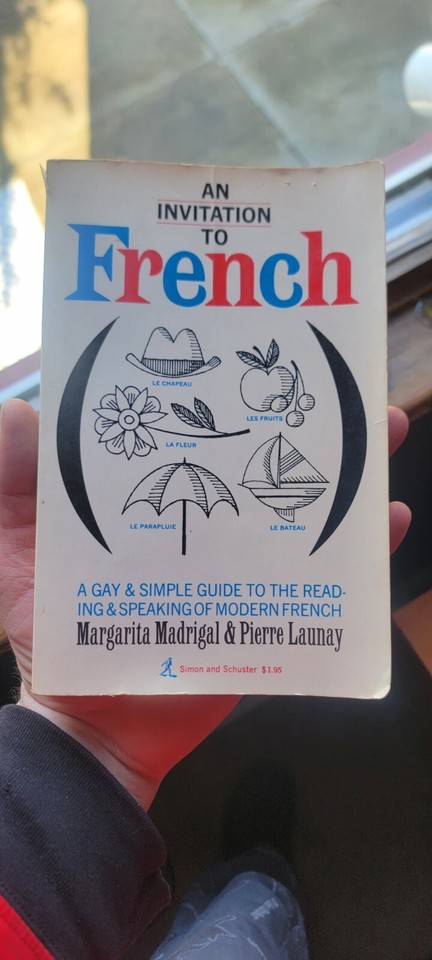 AN
INVITATION
TO
French
LE CHAPEAU
LES FRUITS
LA FLEUR
LE PARAPLUIE
LE BATEAU
A GAY & SIMPLE GUIDE TO THE READ-
ING & SPEAKING OF MODERN FRENCH
Margarita Madrigal & Pierre Launay
Simon and Schuster $1.95